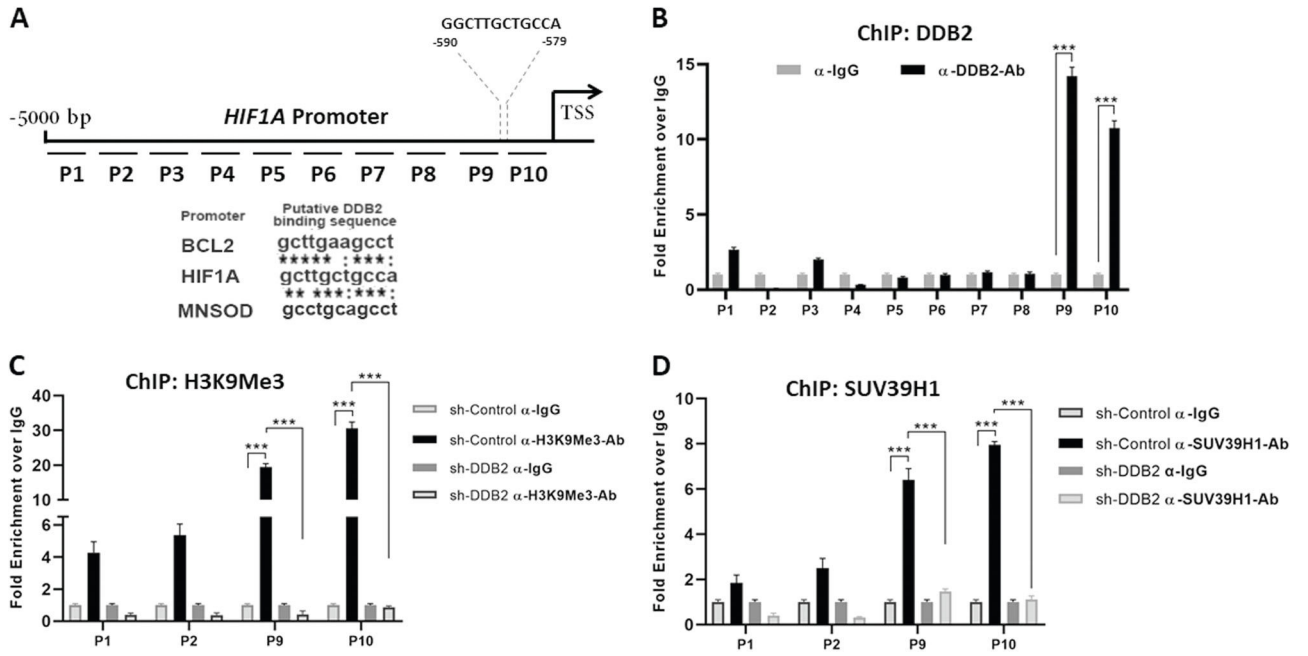 A
GGCTTGCTGCCA
-590 -579
-5000 bp HIF1A Promoter TSS
P1 P2 P3 P4 P5 P6 P7 P8 P9 P10
Promoter Putative DDB2 binding sequence
BCL2 gcttgaagcct
***** :***:
HIF1A gcttgctgcca
** ***:***:
MNSOD gcctgcagcct
B
ChIP: DDB2
α-IgG α-DDB2-Ab
Fold Enrichment over IgG
15
10
5
0
*** ***
P1 P2 P3 P4 P5 P6 P7 P8 P9 P10
C
ChIP: H3K9Me3
Fold Enrichment over IgG
40
30
20
10
6
4
2
0
*** *** *** ***
P1 P2 P9 P10
sh-Control α-IgG
sh-Control α-H3K9Me3-Ab
sh-DDB2 α-IgG
sh-DDB2 α-H3K9Me3-Ab
D
ChIP: SUV39H1
Fold Enrichment over IgG
10
8
6
4
2
0
*** *** *** ***
P1 P2 P9 P10
sh-Control α-IgG
sh-Control α-SUV39H1-Ab
sh-DDB2 α-IgG
sh-DDB2 α-SUV39H1-Ab